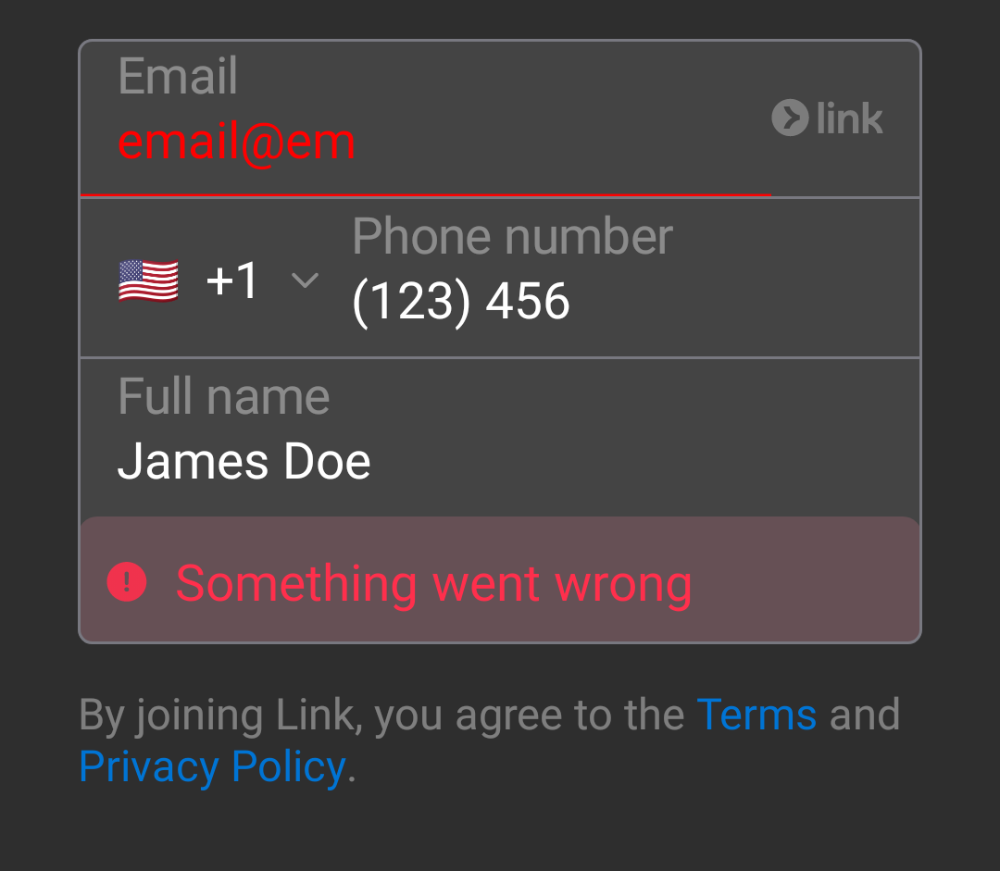 Email
email@em
link
+1
Phone number
(123) 456
Full name
James Doe
Something went wrong
By joining Link, you agree to the Terms and
Privacy Policy.